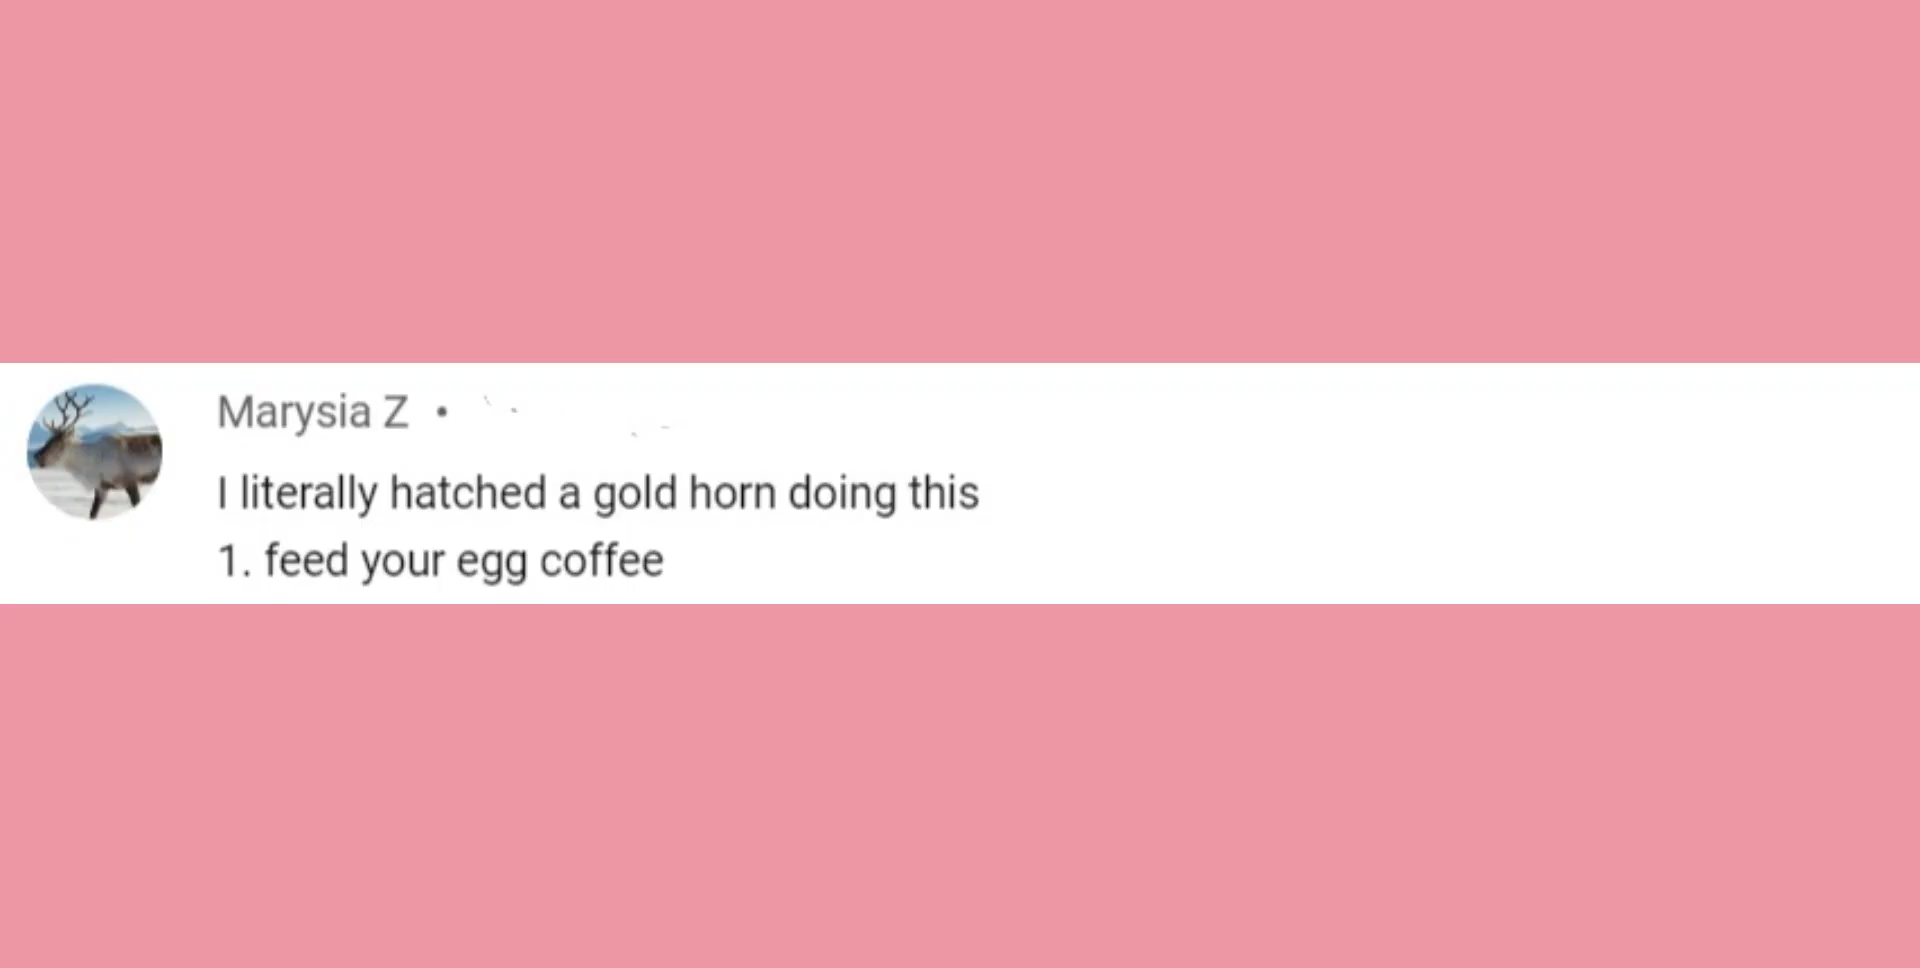 Marysia Z •
I literally hatched a gold horn doing this
1. feed your egg coffee